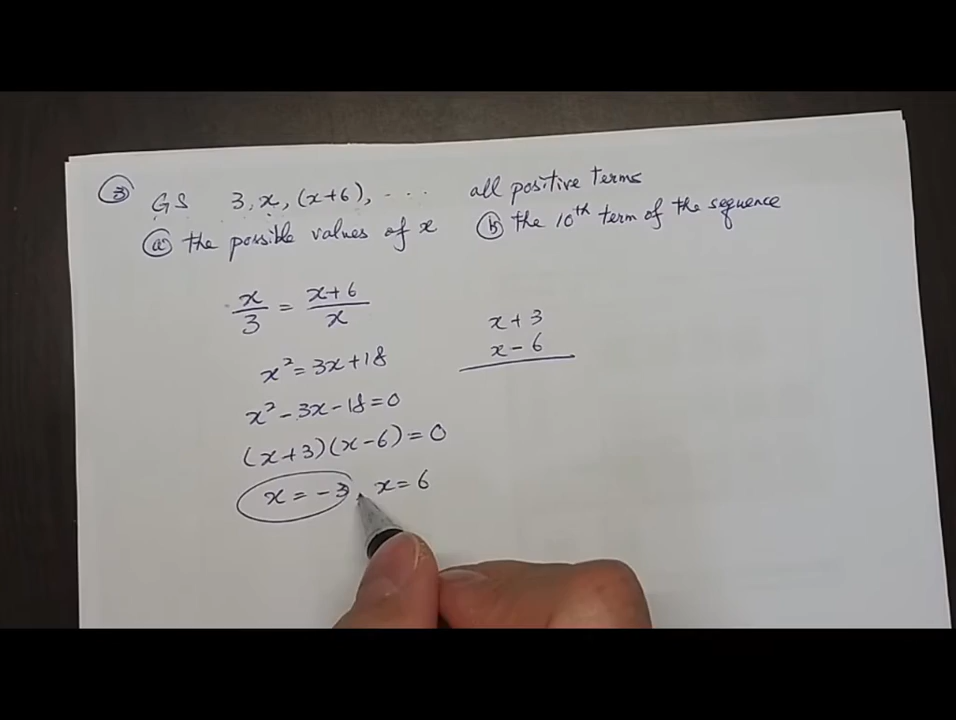 ③ GS 3, x, (x+6), ... all positive terms
ⓐ the possible values of x ⓑ the 10th term of the sequence
x/3 = x+6/x
x² = 3x+18
x² - 3x - 18 = 0
(x+3)(x-6) = 0
x = -3, x = 6
x + 3
x - 6